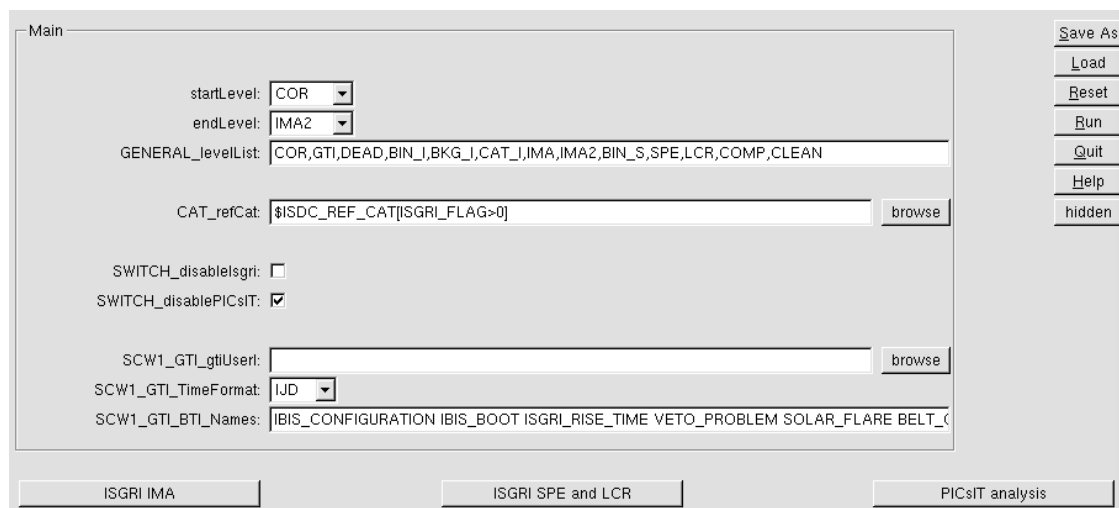 Main
Save As
Load
startLevel: COR
Reset
endLevel: IMA2
Run
GENERAL_levelList: COR,GTI,DEAD,BIN_I,BKG_I,CAT_I,IMA,IMA2,BIN_S,SPE,LCR,COMP,CLEAN
Quit
Help
CAT_refCat: $ISDC_REF_CAT[ISGRI_FLAG>0] browse
hidden
SWITCH_disableIsgri:
SWITCH_disablePICsIT:
SCW1_GTI_gtiUserI: browse
SCW1_GTI_TimeFormat: IJD
SCW1_GTI_BTI_Names: IBIS_CONFIGURATION IBIS_BOOT ISGRI_RISE_TIME VETO_PROBLEM SOLAR_FLARE
ISGRI IMA ISGRI SPE and LCR PICsIT analysis